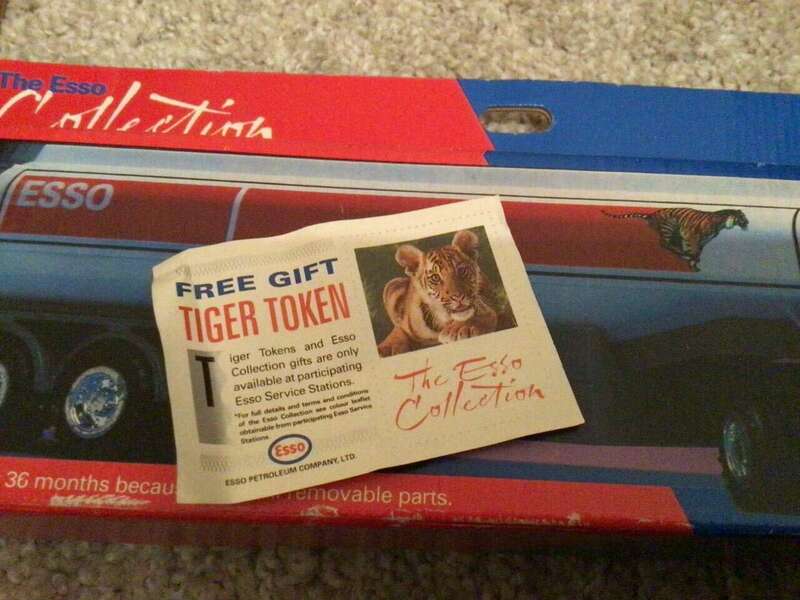 The Esso
Collection
ESSO
FREE GIFT
TIGER TOKEN
Tiger Tokens and Esso
Collection gifts are only
available at participating
Esso Service Stations.
*For full details and terms and conditions
of the Esso Collection see colour leaflet
obtainable from participating Esso Service
Stations.
Esso
ESSO PETROLEUM COMPANY, LTD.
The Esso
Collection
36 months becau
removable parts.